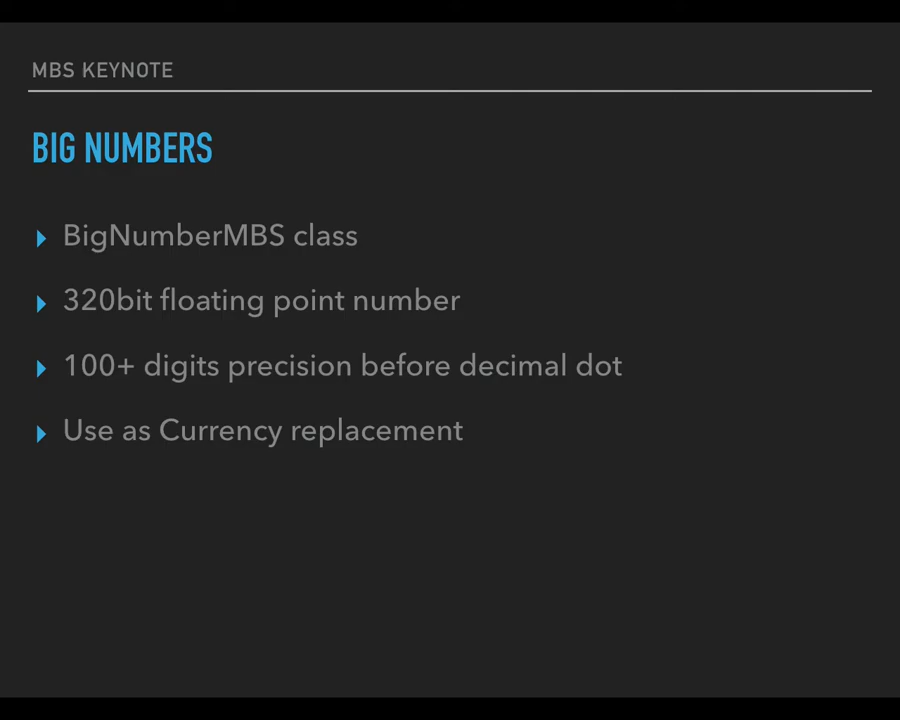 MBS KEYNOTE
BIG NUMBERS
BigNumberMBS class
320bit floating point number
100+ digits precision before decimal dot
Use as Currency replacement